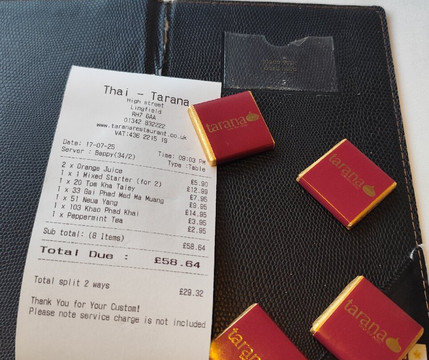 Thai - Tarana
High street
Lingfield
RH7 6AA
01342 832222
www.taranarestaurant.co.uk
VAT:436 2215 19
Date: 17-07-25 Time: 09:03 PM
Server : Bappy(34/2) Type :Table
2 x Orange Juice £5.90
1 x 1 Mixed Starter (for 2) £12.99
1 x 20 Tom Kha Taley £7.95
1 x 33 Gai Phad Med Ma Muang £9.95
1 x 51 Neua Yang £14.95
1 x 103 Khao Phad Khai £3.95
1 x Peppermint Tea £2.95
Sub total: (8 Items) £58.64
Total Due : £58.64
Total split 2 ways £29.32
Thank You for Your Custom!
Please note service charge is not included
tarana
tarana
tarana
tarana